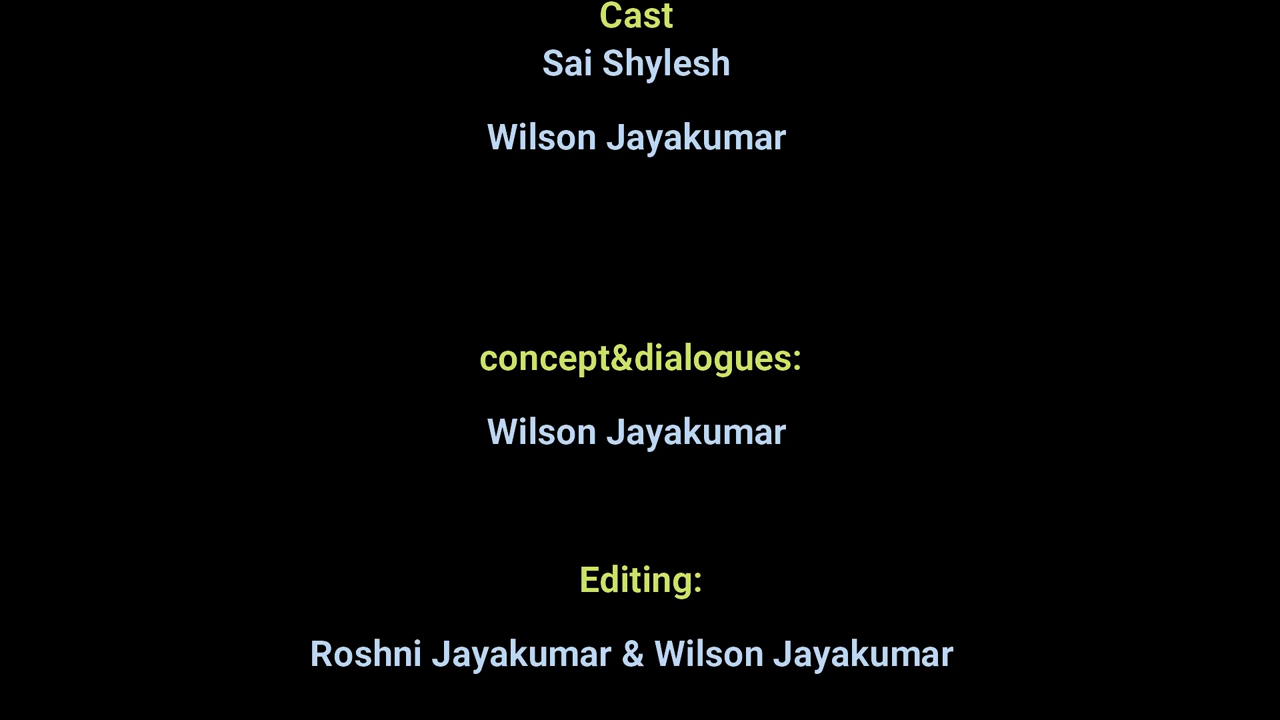 Cast
Sai Shylesh
Wilson Jayakumar
concept&dialogues:
Wilson Jayakumar
Editing:
Roshni Jayakumar & Wilson Jayakumar